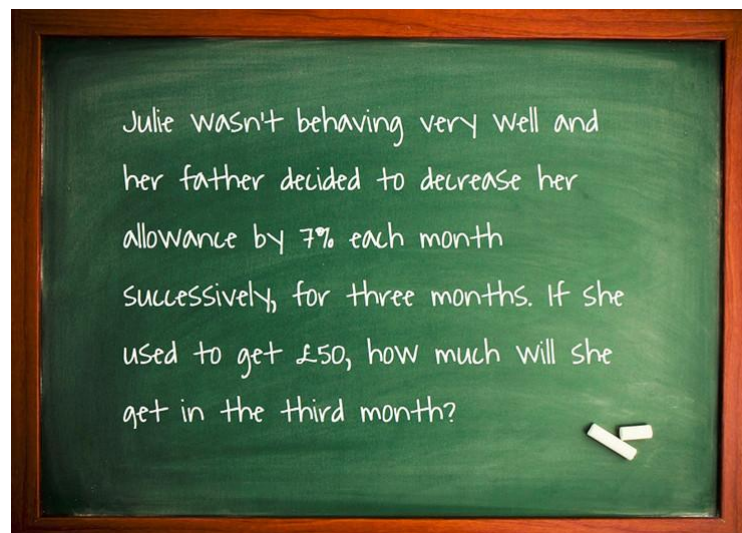 Julie wasn't behaving very well and
her father decided to decrease her
allowance by 7% each month
successively, for three months. If she
used to get £50, how much will she
get in the third month?